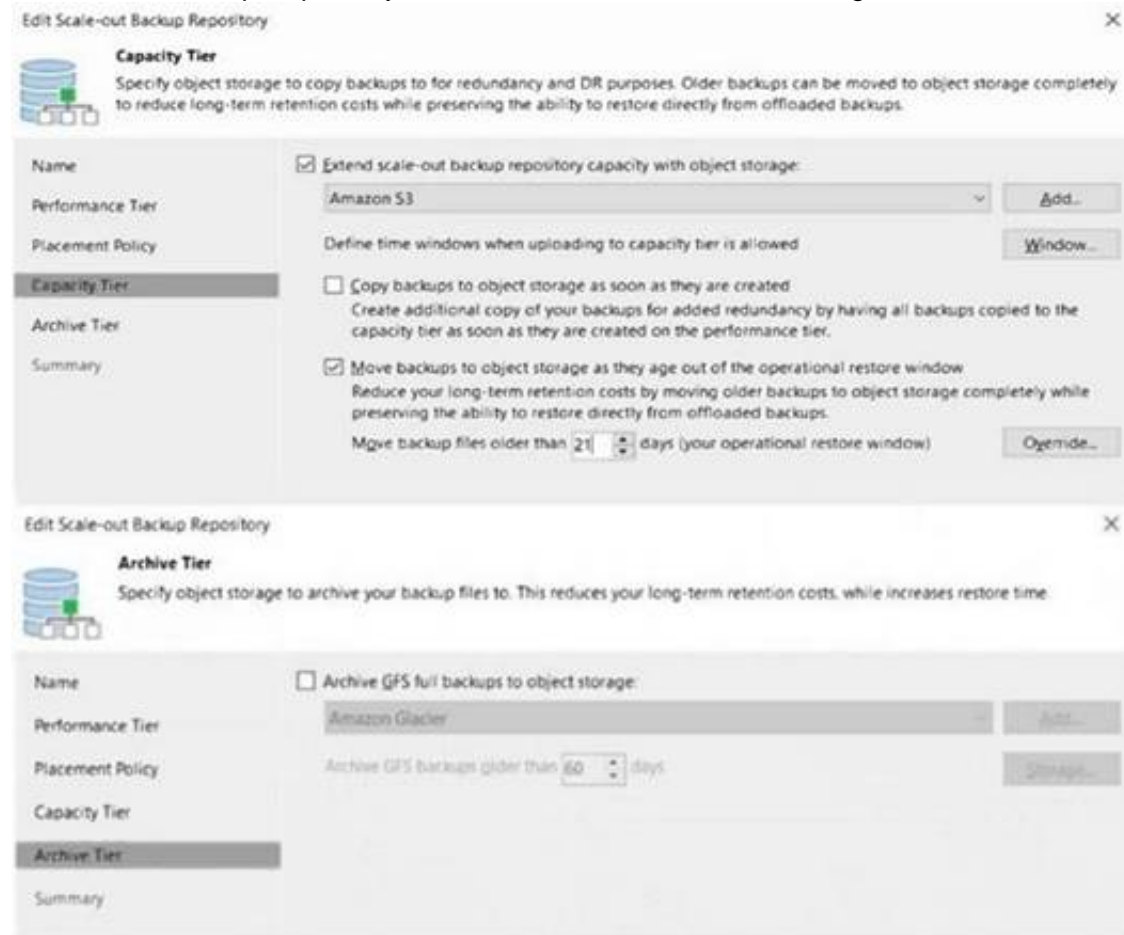 Edit Scale-out Backup Repository
Capacity Tier
Specify object storage to copy backups to for redundancy and DR purposes. Older backups can be moved to object storage completely
to reduce long-term retention costs while preserving the ability to restore directly from offloaded backups.
Name
Performance Tier
Placement Policy
Capacity Tier
Archive Tier
Summary
Extend scale-out backup repository capacity with object storage:
Amazon S3
Add...
Define time windows when uploading to capacity tier is allowed
Window...
Copy backups to object storage as soon as they are created
Create additional copy of your backups for added redundancy by having all backups copied to the
capacity tier as soon as they are created on the performance tier.
Move backups to object storage as they age out of the operational restore window
Reduce your long-term retention costs by moving older backups to object storage completely while
preserving the ability to restore directly from offloaded backups.
Move backup files older than 21 days (your operational restore window)
Override...
Edit Scale-out Backup Repository
Archive Tier
Specify object storage to archive your backup files to. This reduces your long-term retention costs, while increases restore time.
Name
Performance Tier
Placement Policy
Capacity Tier
Archive Tier
Summary
Archive GFS full backups to object storage:
Amazon Glacier
Add...
Archive GFS backups older than 60 days
Storage...